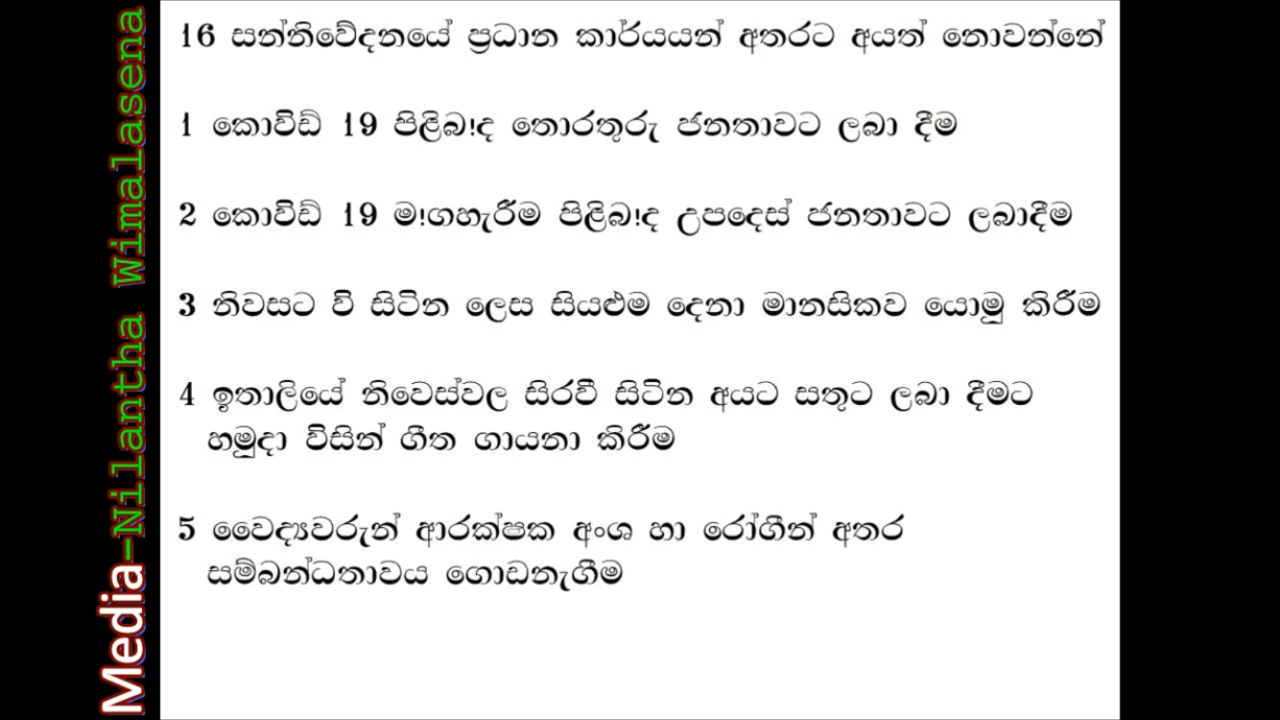 16 සන්නිවේදනයේ ප්‍රධාන කාර්යයන් අතරට අයත් නොවන්නේ
1 කොවිඩ් 19 පිළිබ!ද තොරතුරු ජනතාවට ලබා දීම
2 කොවිඩ් 19 ම!ගහැරීම පිළිබ!ද උපදෙස් ජනතාවට ලබාදීම
3 නිවසට වි සිටින ලෙස සියළුම දෙනා මානසිකව යොමු කිරීම
4 ඉතාලියේ නිවෙස්වල සිරවී සිටින අයට සතුට ලබා දීමට
හමුදා විසින් ගීත ගායනා කිරීම
5 වෛද්‍යවරුන් ආරක්ෂක අංශ හා රෝගීන් අතර
සම්බන්ධතාවය ගොඩනැගීම
Media-Nilantha Wimalasena